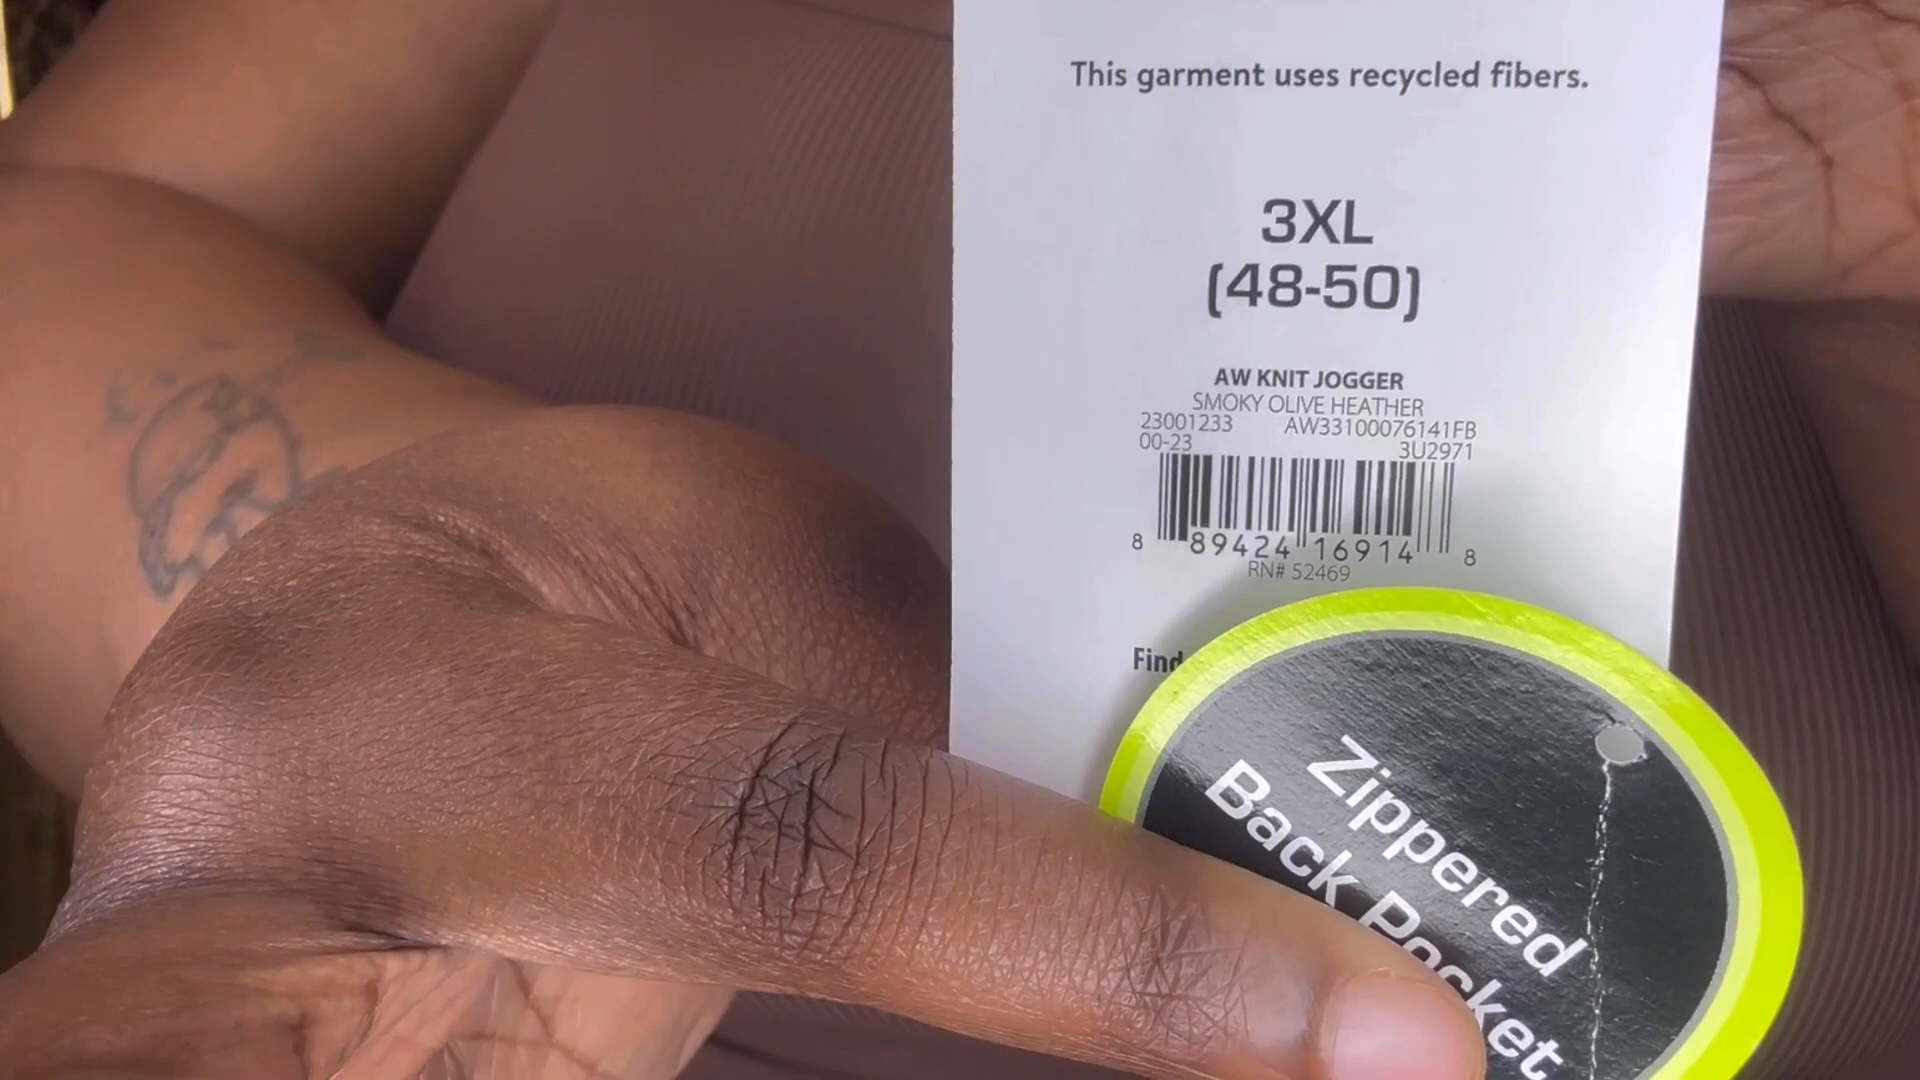 This garment uses recycled fibers.
3XL
(48-50)
AW KNIT JOGGER
SMOKY OLIVE HEATHER
23001233 AW33100076141FB
00-23 3U2971
8 89424 16914 8
RN# 52469
Find
Zippered
Back Pocket